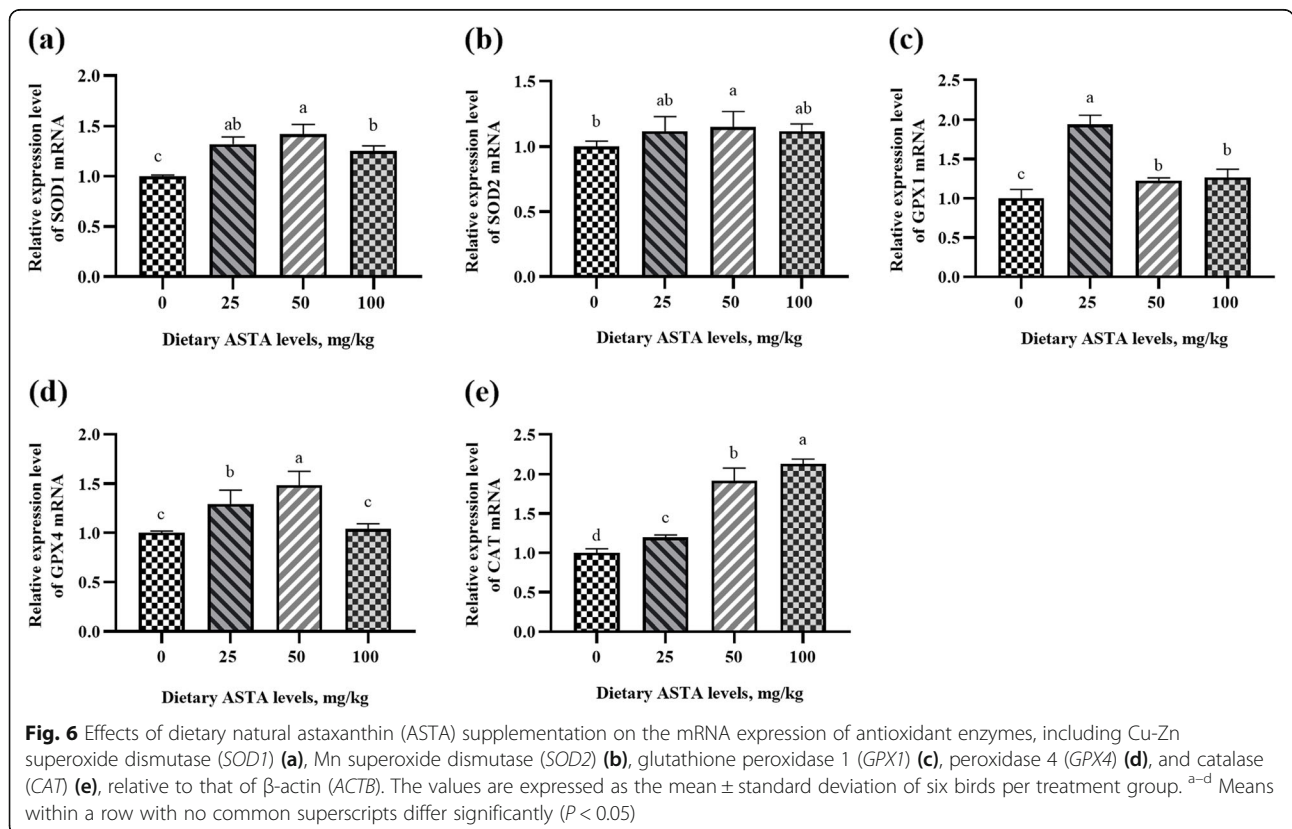 (a)
Relative expression level
of SOD1 mRNA
2.0
1.5
1.0
0.5
0.0
c
ab
a
b
0 25 50 100
Dietary ASTA levels, mg/kg
(b)
Relative expression level
of SOD2 mRNA
1.5
1.0
0.5
0.0
b
ab
a
ab
0 25 50 100
Dietary ASTA levels, mg/kg
(c)
Relative expression level
of GPX1 mRNA
2.5
2.0
1.5
1.0
0.5
0.0
c
a
b
b
0 25 50 100
Dietary ASTA levels, mg/kg
(d)
Relative expression level
of GPX4 mRNA
2.0
1.5
1.0
0.5
0.0
c
b
a
c
0 25 50 100
Dietary ASTA levels, mg/kg
(e)
Relative expression level
of CAT mRNA
2.5
2.0
1.5
1.0
0.5
0.0
d
c
b
a
0 25 50 100
Dietary ASTA levels, mg/kg
Fig. 6 Effects of dietary natural astaxanthin (ASTA) supplementation on the mRNA expression of antioxidant enzymes, including Cu-Zn
superoxide dismutase (SOD1) (a), Mn superoxide dismutase (SOD2) (b), glutathione peroxidase 1 (GPX1) (c), peroxidase 4 (GPX4) (d), and catalase
(CAT) (e), relative to that of β-actin (ACTB). The values are expressed as the mean ± standard deviation of six birds per treatment group. a–d Means
within a row with no common superscripts differ significantly (P < 0.05)